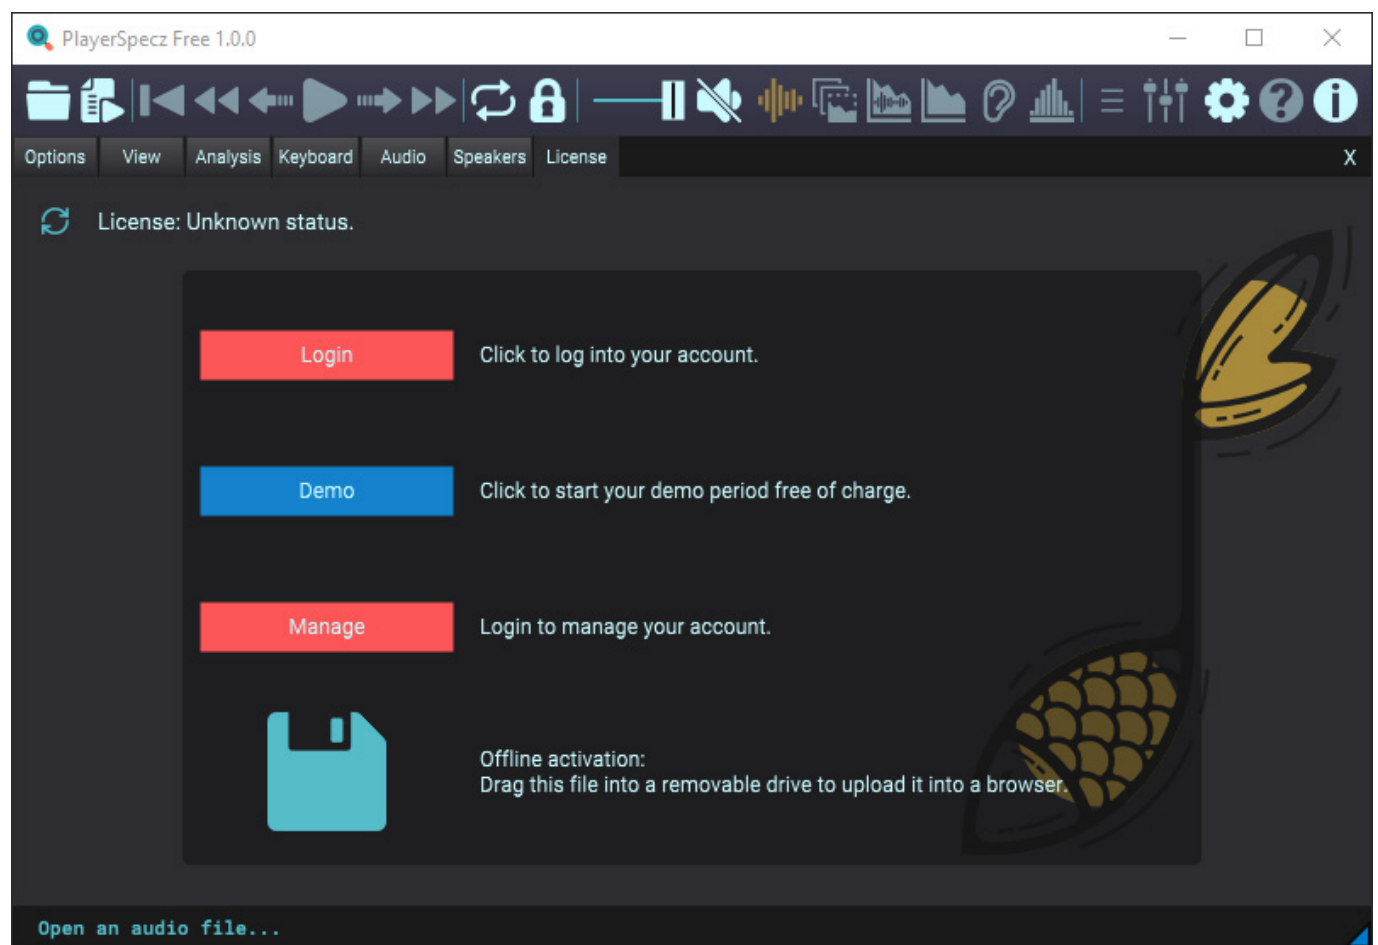 PlayerSpecz Free 1.0.0
Options View Analysis Keyboard Audio Speakers License X
License: Unknown status.
Login Click to log into your account.
Demo Click to start your demo period free of charge.
Manage Login to manage your account.
Offline activation:
Drag this file into a removable drive to upload it into a browser.
Open an audio file...